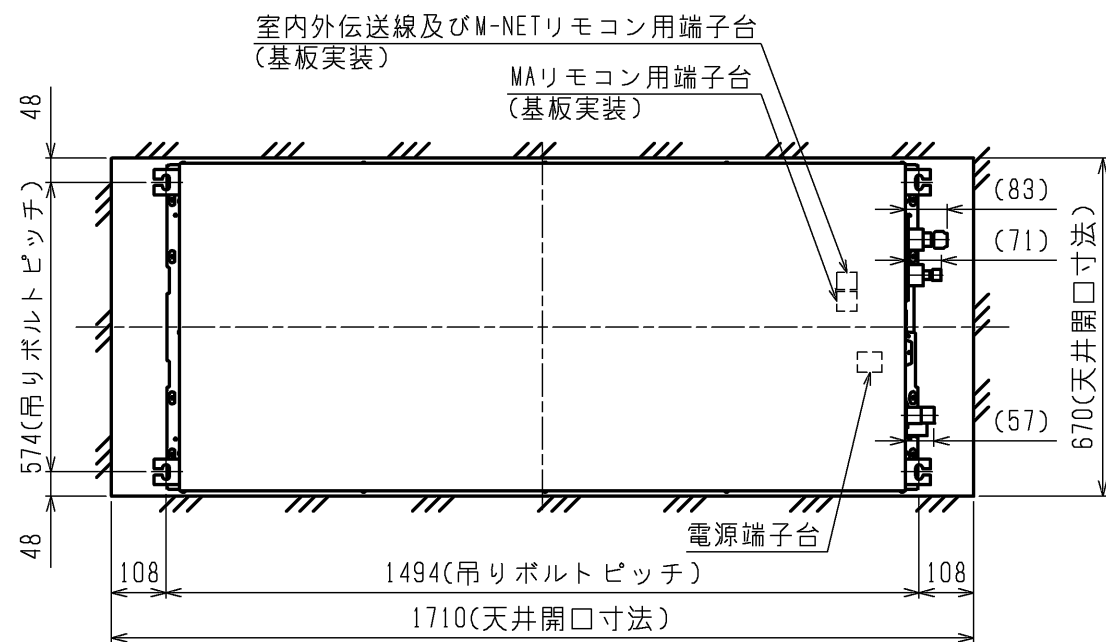 室内外伝送線及びM-NETリモコン用端子台
(基板実装)
MAリモコン用端子台
(基板実装)
48
574(吊りボルトピッチ)
48
(83)
(71)
(57)
670(天井開口寸法)
電源端子台
108
1494(吊りボルトピッチ)
108
1710(天井開口寸法)